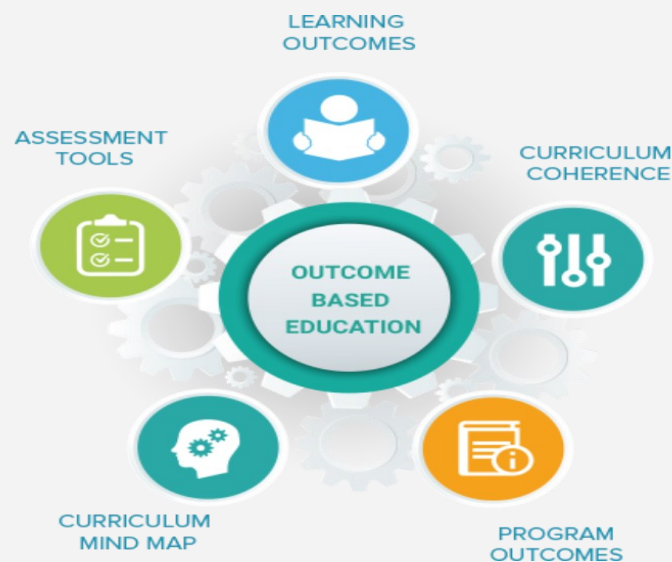 LEARNING
OUTCOMES
ASSESSMENT
TOOLS
CURRICULUM
COHERENCE
OUTCOME
BASED
EDUCATION
CURRICULUM
MIND MAP
PROGRAM
OUTCOMES